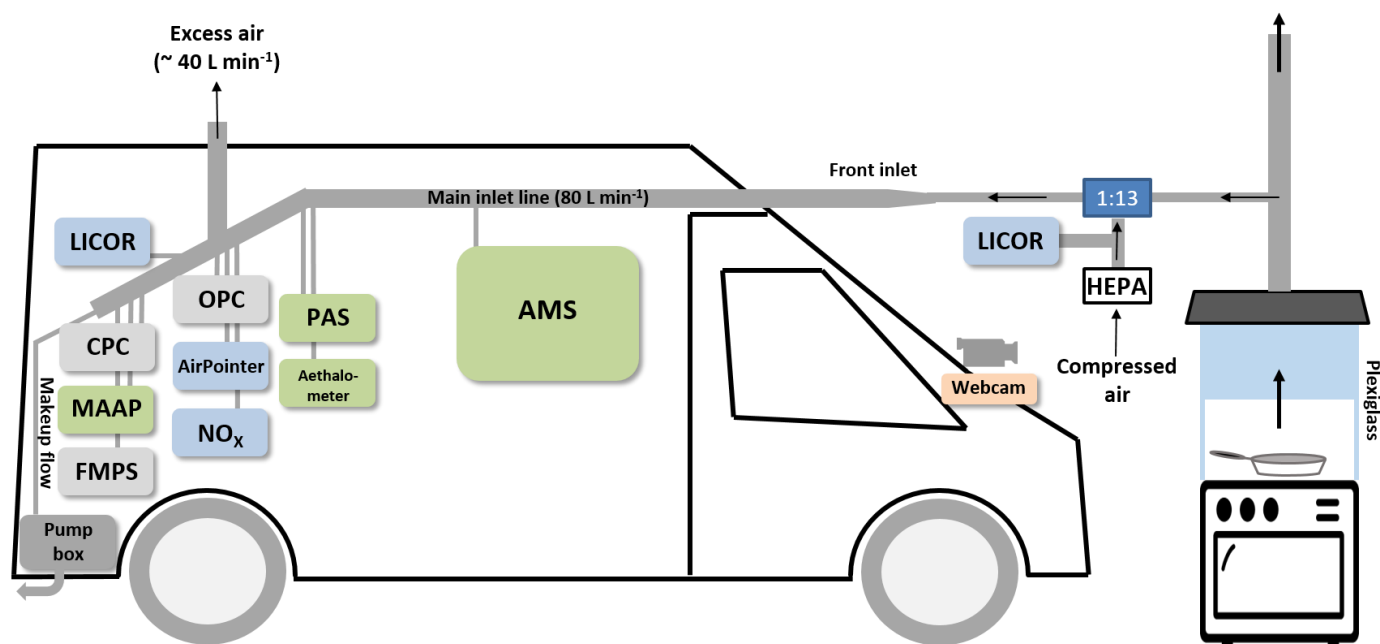 Excess air
(~ 40 L min⁻¹)
Front inlet
Main inlet line (80 L min⁻¹)
1:13
LICOR
LICOR
HEPA
OPC
PAS
AMS
CPC
AirPointer
Aethalo-
meter
Webcam
Compressed
air
Plexiglass
MAAP
NOₓ
FMPS
Makeup flow
Pump
box